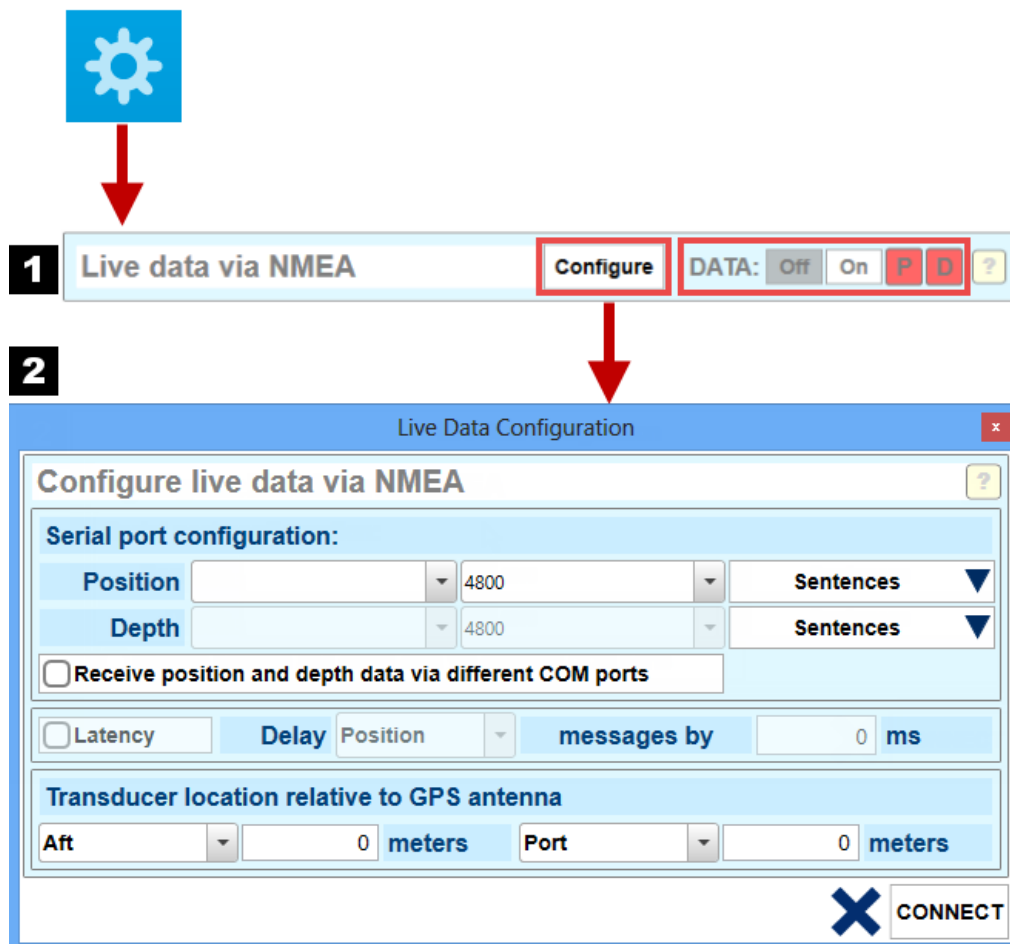 1 Live data via NMEA Configure DATA: Off On P D ?
2
Live Data Configuration x
Configure live data via NMEA ?
Serial port configuration:
Position 4800 Sentences
Depth 4800 Sentences
Receive position and depth data via different COM ports
Latency Delay Position messages by 0 ms
Transducer location relative to GPS antenna
Aft 0 meters Port 0 meters
CONNECT